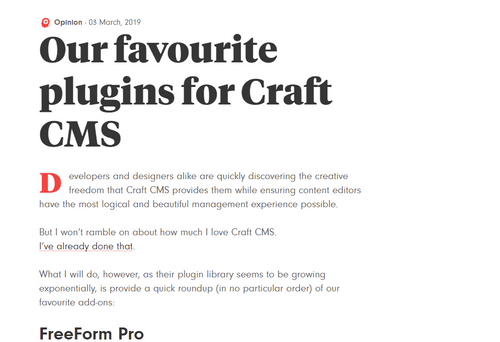 Opinion · 03 March, 2019
Our favourite
plugins for Craft
CMS
Developers and designers alike are quickly discovering the creative
freedom that Craft CMS provides them while ensuring content editors
have the most logical and beautiful management experience possible.
But I won't ramble on about how much I love Craft CMS.
I've already done that.
What I will do, however, as their plugin library seems to be growing
exponentially, is provide a quick roundup (in no particular order) of our
favourite add-ons:
FreeForm Pro